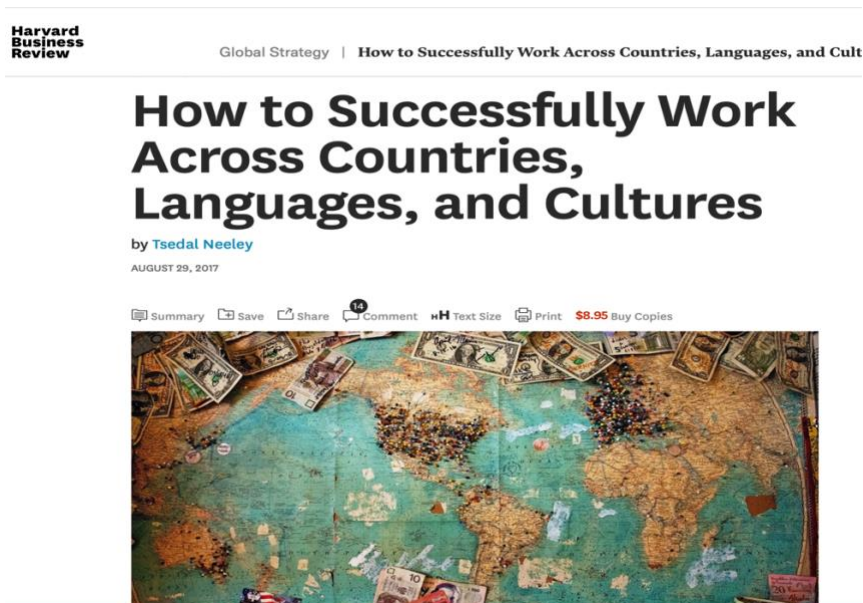 Harvard
Business
Review
Global Strategy | How to Successfully Work Across Countries, Languages, and Cult
How to Successfully Work
Across Countries,
Languages, and Cultures
by Tsedal Neeley
AUGUST 29, 2017
14
Summary Save Share Comment HH Text Size Print $8.95 Buy Copies
10